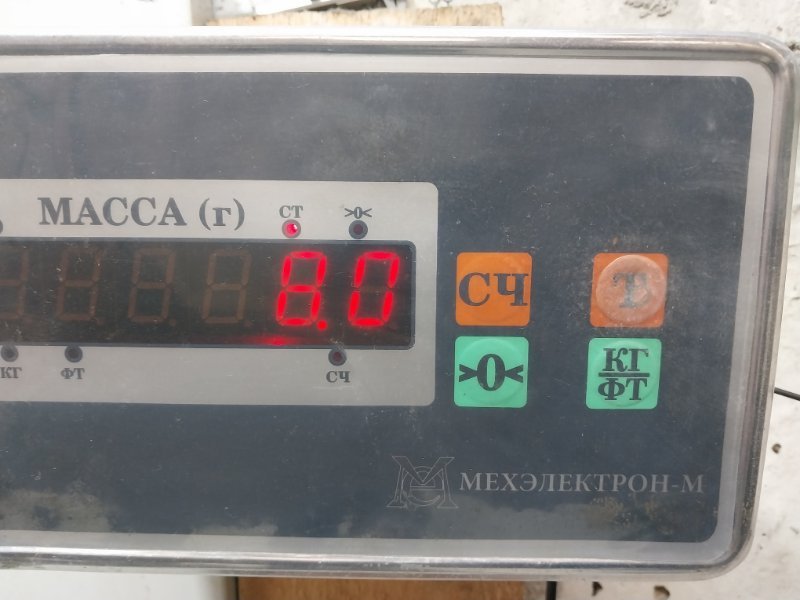 МАССА (г)
СТ
>0<
8.0
КГ
ФТ
СЧ
СЧ
Т
>0<
КГ
ФТ
МЕХЭЛЕКТРОН-М